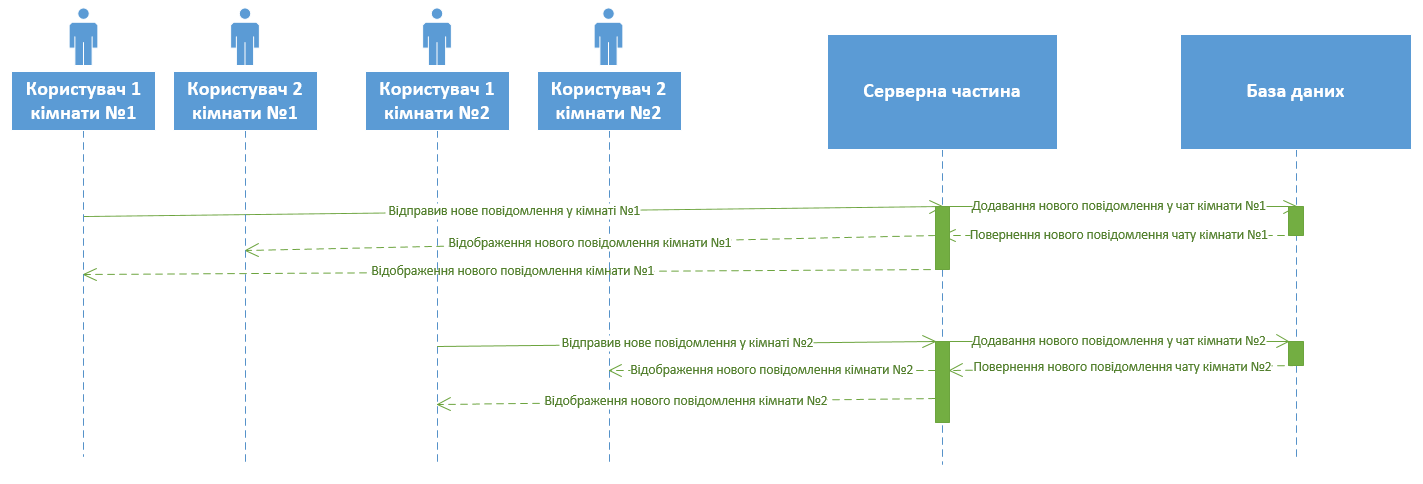 Користувач 1
кімнати №1
Користувач 2
кімнати №1
Користувач 1
кімнати №2
Користувач 2
кімнати №2
Серверна частина
База даних
Відправив нове повідомлення у кімнаті №1
Додавання нового повідомлення у чат кімнати №1
Повернення нового повідомлення чату кімнати №1
Відображення нового повідомлення кімнати №1
Відображення нового повідомлення кімнати №1
Відправив нове повідомлення у кімнаті №2
Додавання нового повідомлення у чат кімнати №2
Повернення нового повідомлення чату кімнати №2
Відображення нового повідомлення кімнати №2
Відображення нового повідомлення кімнати №2